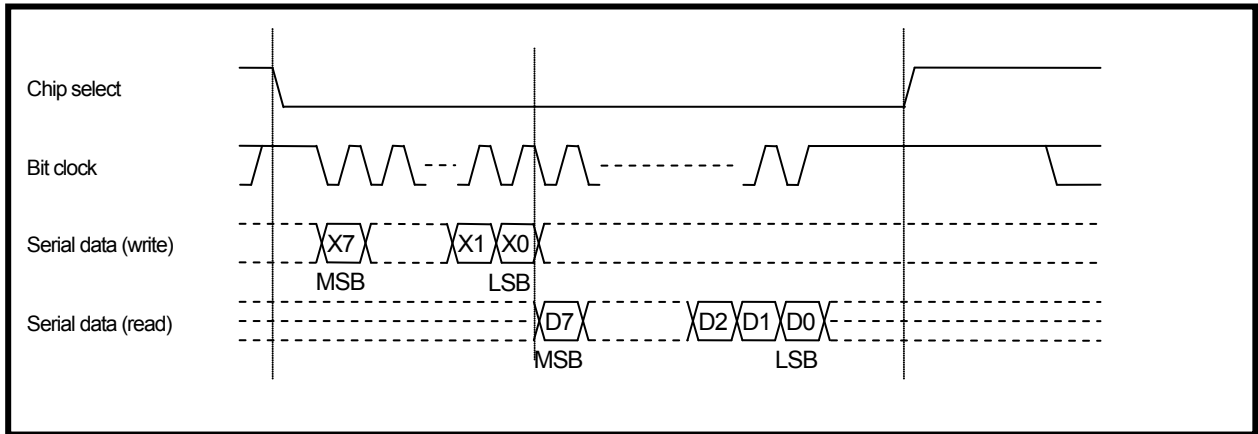 Chip select
Bit clock
Serial data (write)
X7 X1 X0
MSB LSB
Serial data (read)
D7 D2 D1 D0
MSB LSB